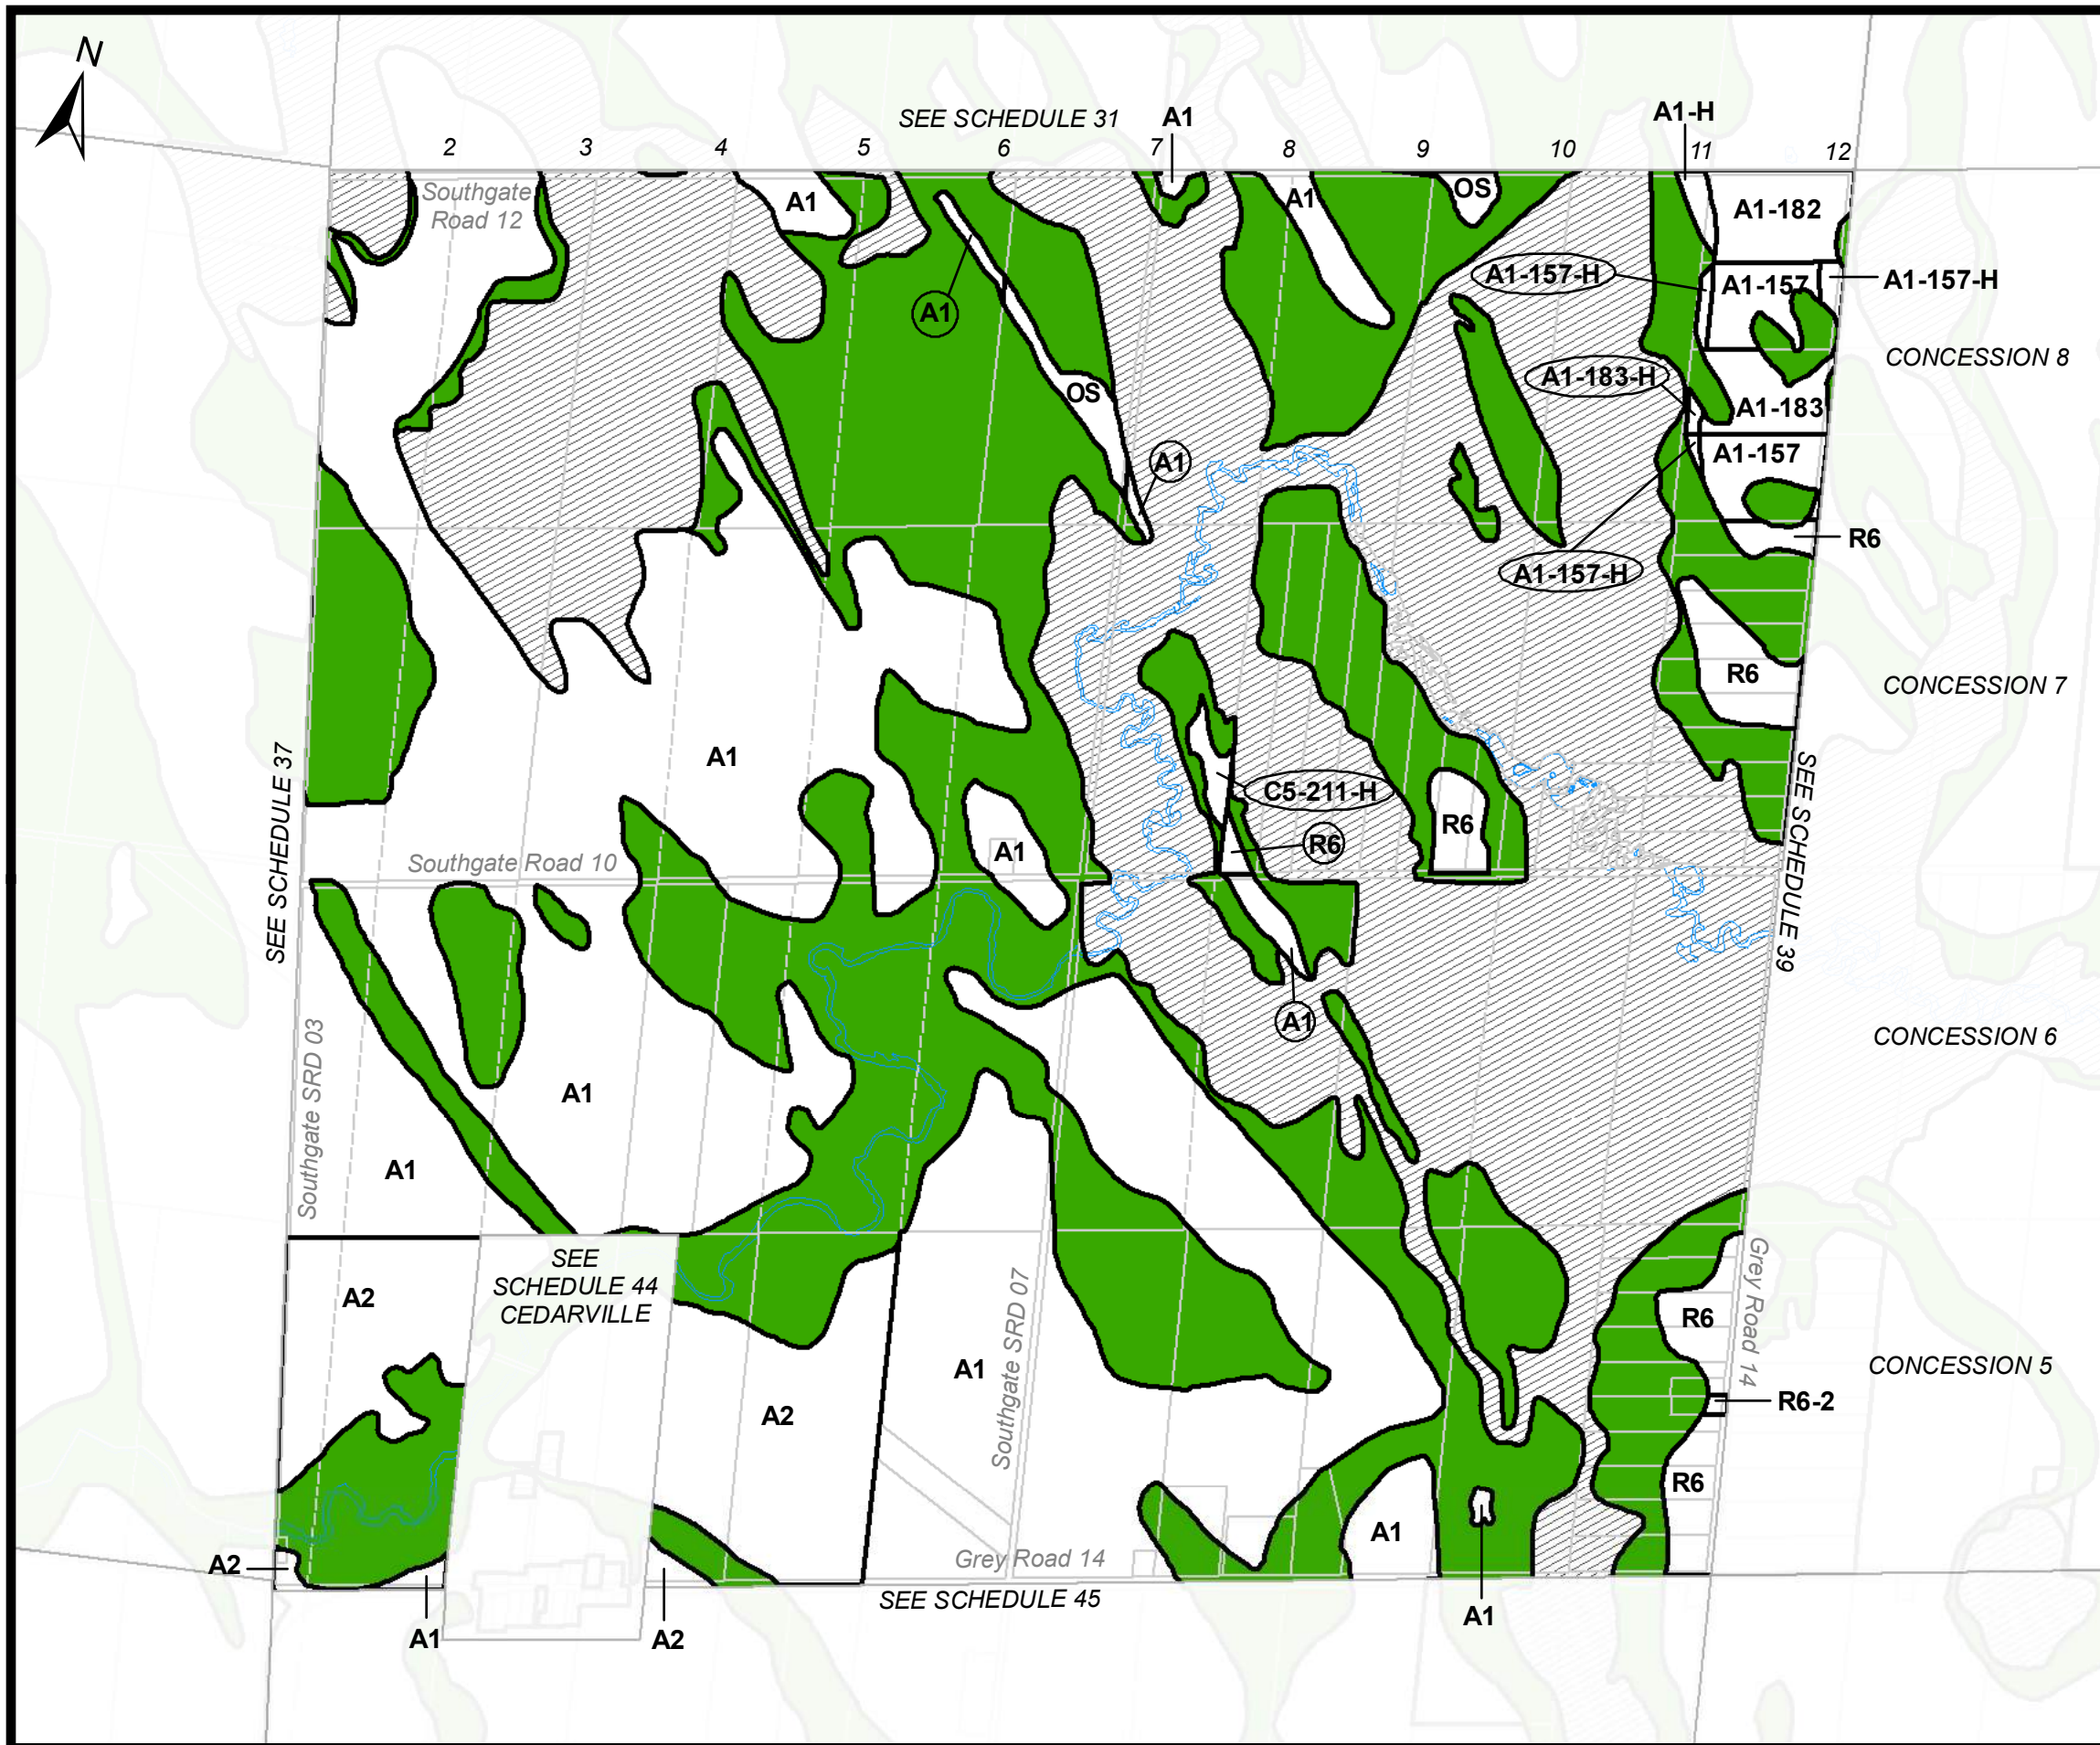 N
SEE SCHEDULE 31
A1
A1-H
2 3 4 5 6 7 8 9 10 11 12
Southgate
Road 12
A1
A1
OS
A1-182
A1-157-H
A1-157
A1-157-H
A1
CONCESSION 8
A1-183-H
OS
A1-183
A1
A1-157
R6
A1-157-H
R6
CONCESSION 7
A1
SEE SCHEDULE 37
SEE SCHEDULE 39
C5-211-H
R6
R6
A1
Southgate Road 10
A1
CONCESSION 6
Southgate SRD 03
A1
A1
SEE
SCHEDULE 44
CEDARVILLE
A2
Southgate SRD 07
Grey Road 14
R6
A1
CONCESSION 5
R6-2
A2
R6
A1
Grey Road 14
A2
SEE SCHEDULE 45
A1
A1
A2